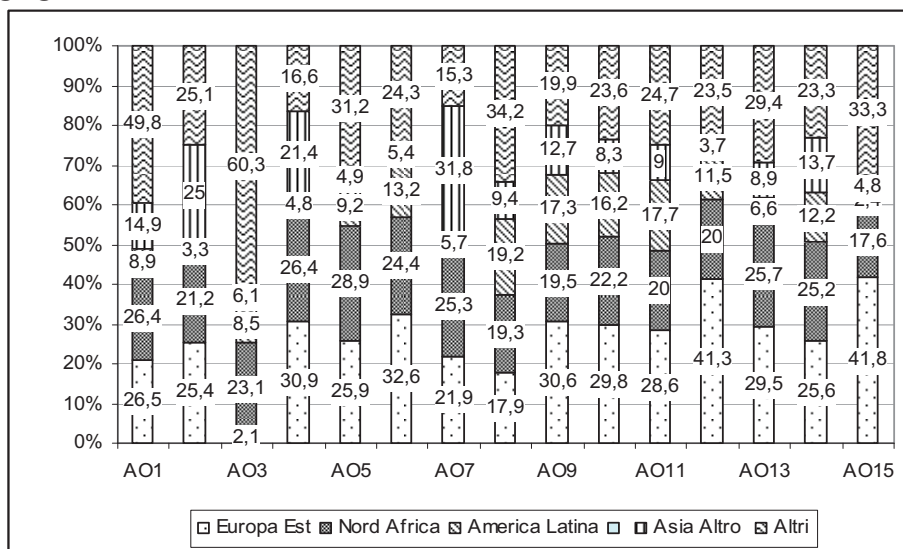 100%
90%
80%
70%
60%
50%
40%
30%
20%
10%
0%
49,8 25,1 60,3 16,6 31,2 24,3 15,3 34,2 19,9 23,6 24,7 23,5 29,4 23,3 33,3
14,9 25 6,1 21,4 4,9 5,4 31,8 9,4 12,7 8,3 9 3,7 8,9 13,7 4,8
8,9 3,3 8,5 4,8 9,2 13,2 5,7 19,2 17,3 16,2 17,7 11,5 6,6 12,2
26,4 21,2 23,1 26,4 28,9 24,4 25,3 19,3 19,5 22,2 20 20 25,7 25,2 17,6
26,5 25,4 2,1 30,9 25,9 32,6 21,9 17,9 30,6 29,8 28,6 41,3 29,5 25,6 41,8
AO1 AO3 AO5 AO7 AO9 AO11 AO13 AO15
Europa Est Nord Africa America Latina Asia Altro Altri